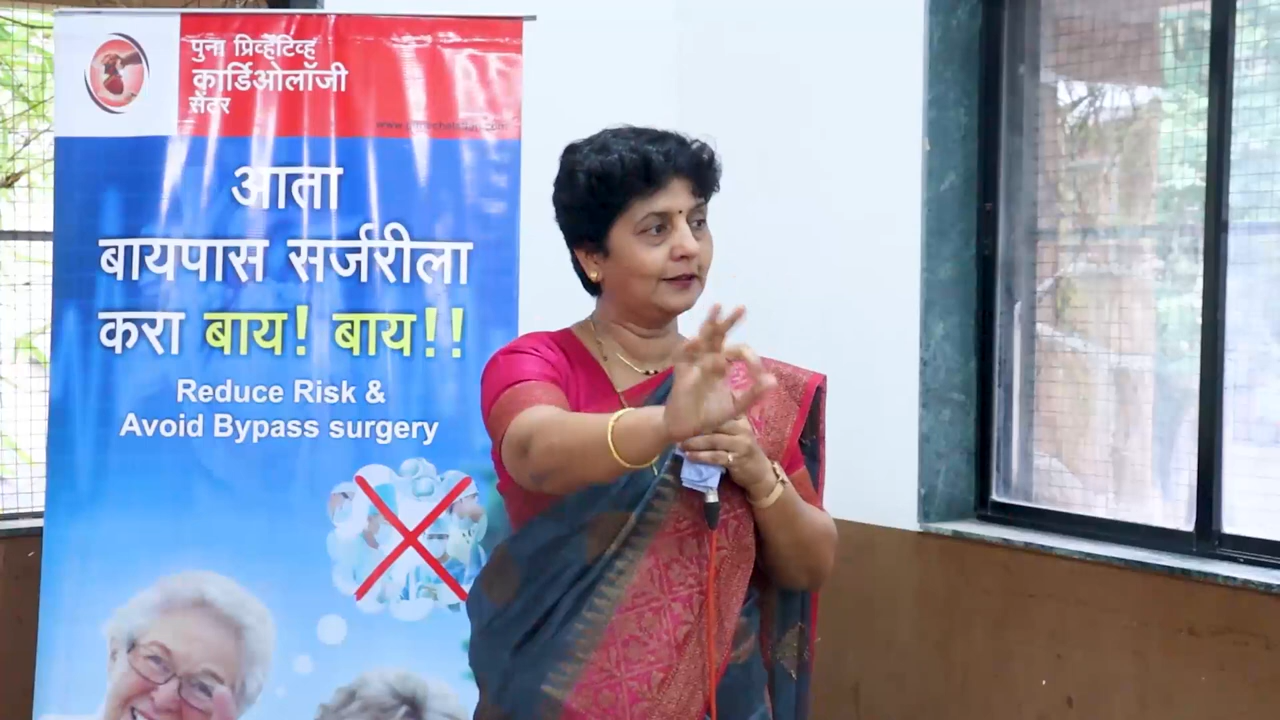 पुना प्रिव्हेंटिव्ह
कार्डिओलॉजी
सेंटर
आता
बायपास सर्जरीला
करा बाय! बाय!!
Reduce Risk &
Avoid Bypass surgery